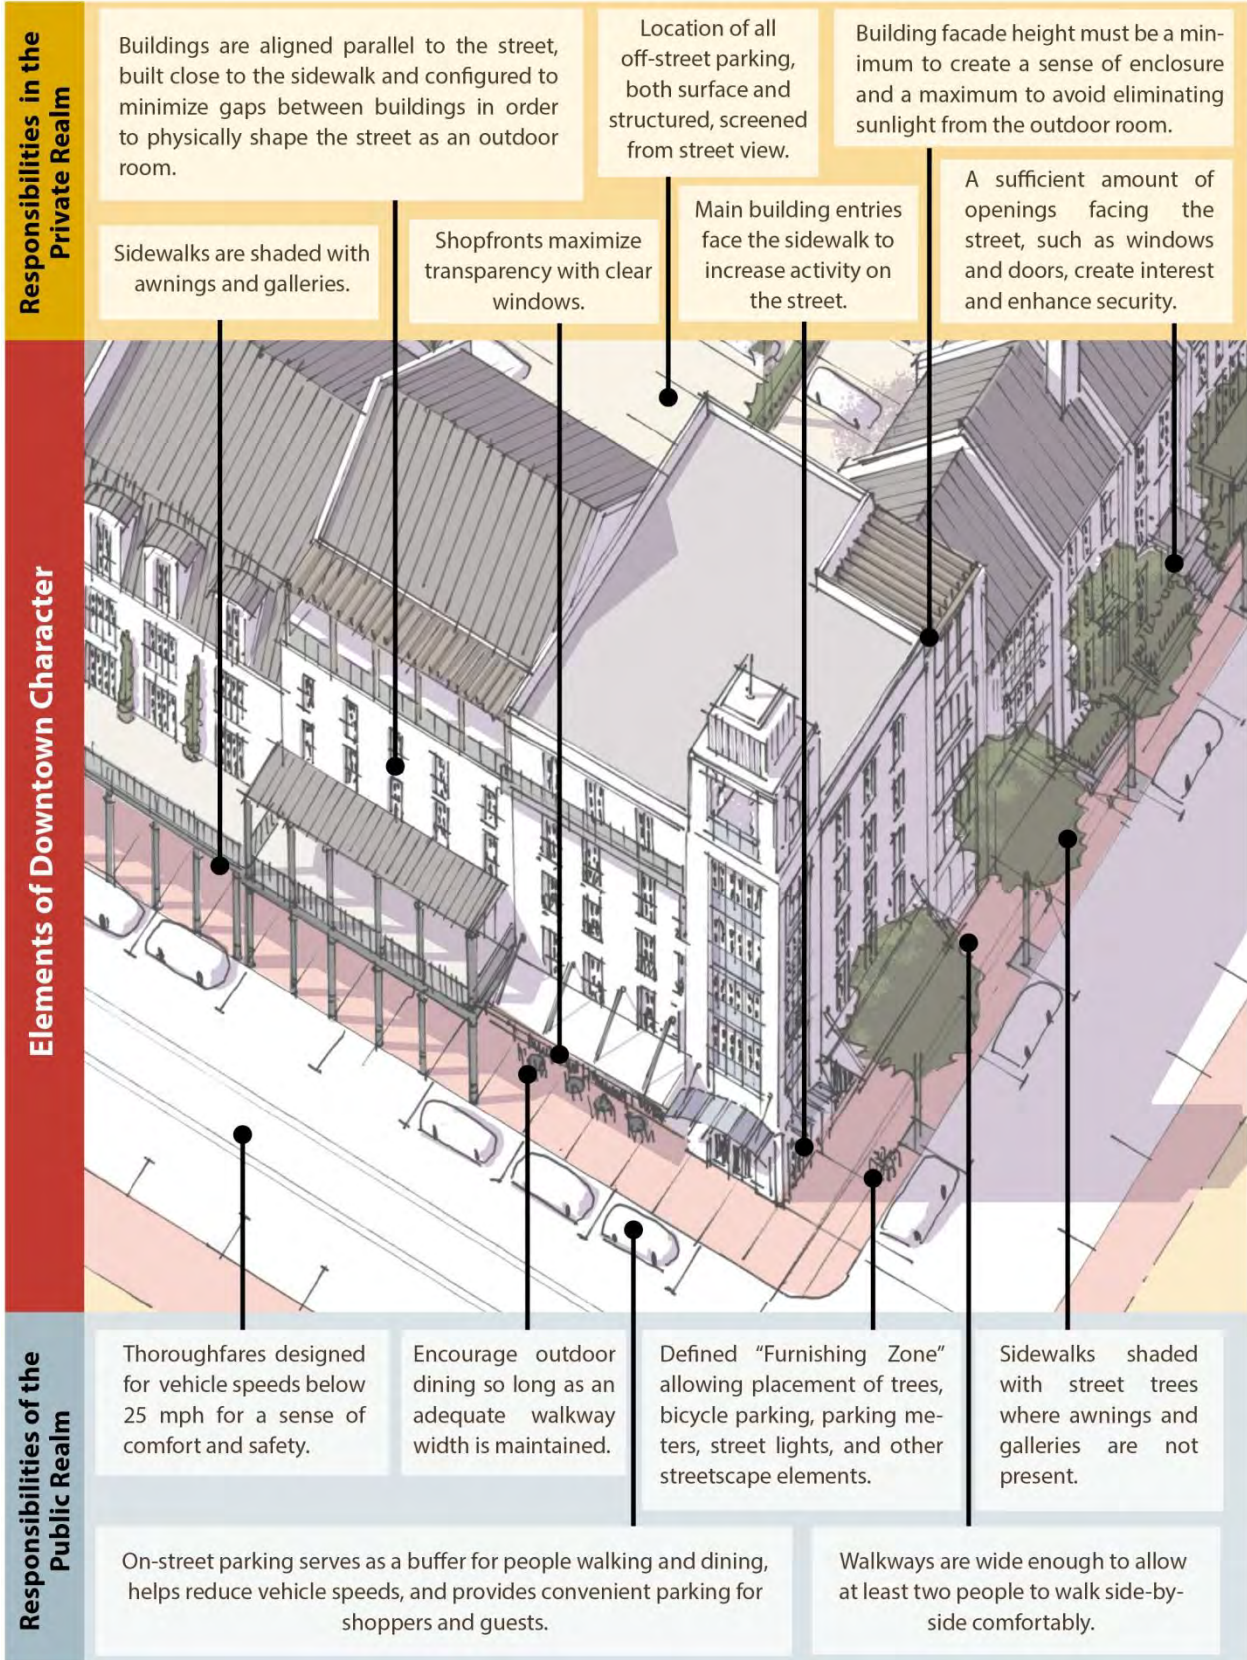 Responsibilities in the
Private Realm
Buildings are aligned parallel to the street,
built close to the sidewalk and configured to
minimize gaps between buildings in order
to physically shape the street as an outdoor
room.
Location of all
off-street parking,
both surface and
structured, screened
from street view.
Building facade height must be a min-
imum to create a sense of enclosure
and a maximum to avoid eliminating
sunlight from the outdoor room.
Sidewalks are shaded with
awnings and galleries.
Shopfronts maximize
transparency with clear
windows.
Main building entries
face the sidewalk to
increase activity on
the street.
A sufficient amount of
openings facing the
street, such as windows
and doors, create interest
and enhance security.
Elements of Downtown Character
Responsibilities of the
Public Realm
Thoroughfares designed
for vehicle speeds below
25 mph for a sense of
comfort and safety.
Encourage outdoor
dining so long as an
adequate walkway
width is maintained.
Defined “Furnishing Zone”
allowing placement of trees,
bicycle parking, parking me-
ters, street lights, and other
streetscape elements.
Sidewalks shaded
with street trees
where awnings and
galleries are not
present.
On-street parking serves as a buffer for people walking and dining,
helps reduce vehicle speeds, and provides convenient parking for
shoppers and guests.
Walkways are wide enough to allow
at least two people to walk side-by-
side comfortably.